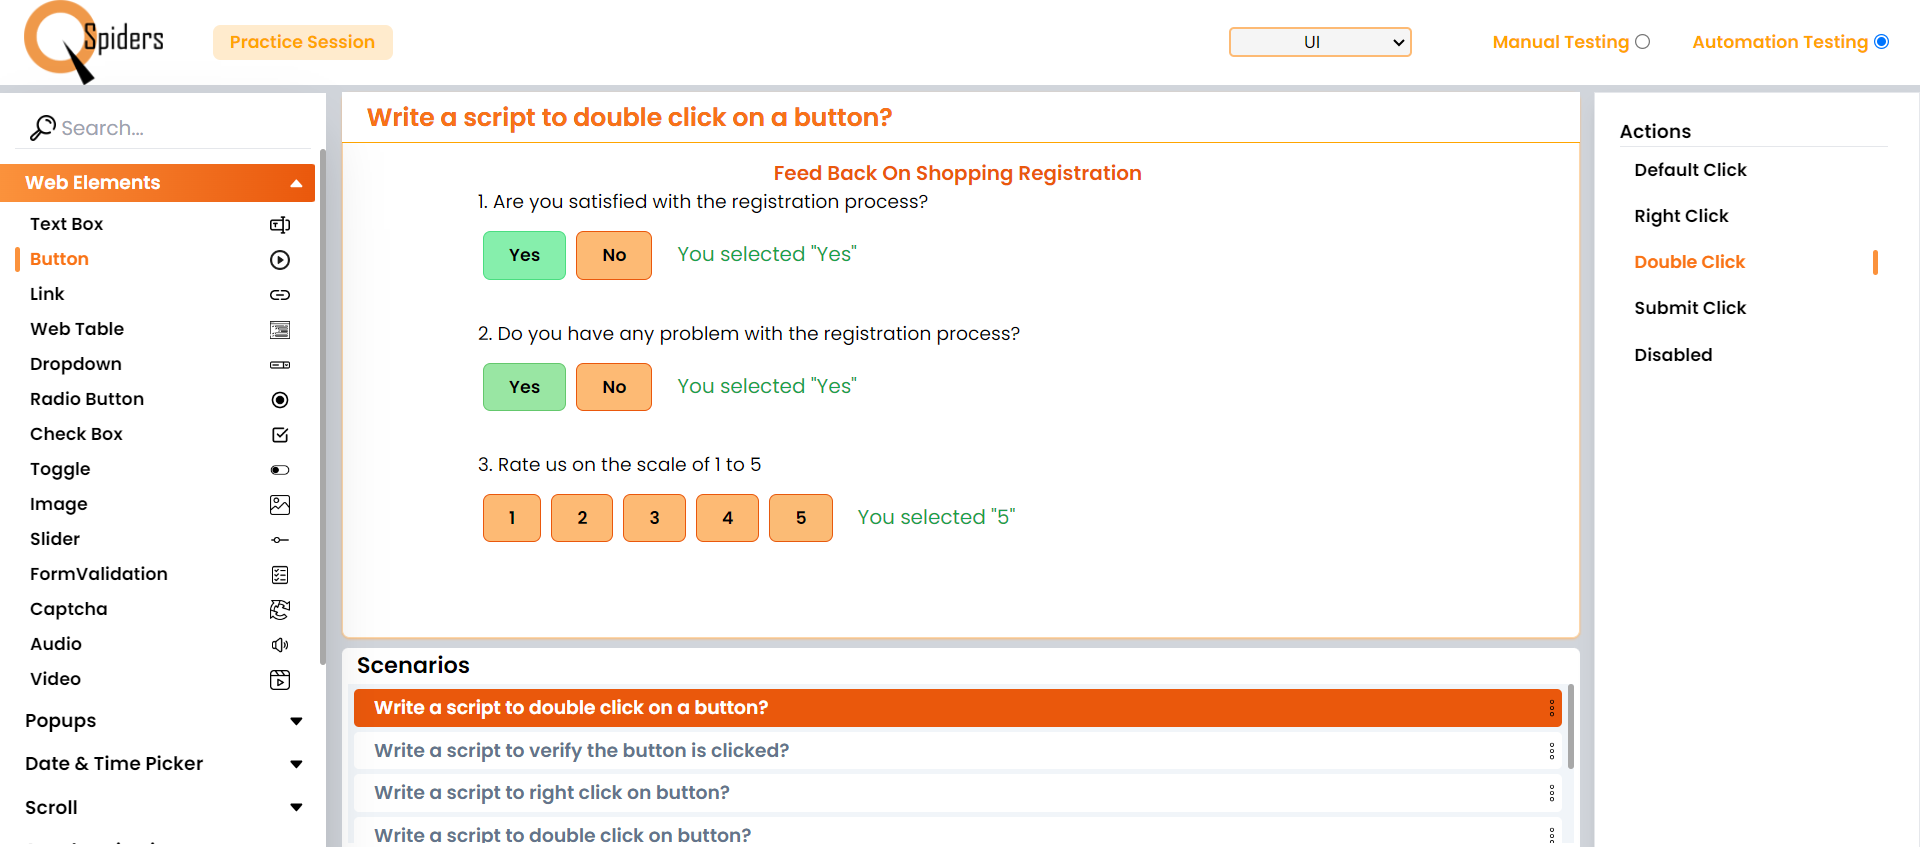 Spiders
Practice Session
UI
Manual Testing
Automation Testing
Search...
Web Elements
Text Box
Button
Link
Web Table
Dropdown
Radio Button
Check Box
Toggle
Image
Slider
FormValidation
Captcha
Audio
Video
Popups
Date & Time Picker
Scroll
Write a script to double click on a button?
Feed Back On Shopping Registration
1. Are you satisfied with the registration process?
Yes No You selected "Yes"
2. Do you have any problem with the registration process?
Yes No You selected "Yes"
3. Rate us on the scale of 1 to 5
1 2 3 4 5 You selected "5"
Scenarios
Write a script to double click on a button?
Write a script to verify the button is clicked?
Write a script to right click on button?
Write a script to double click on button?
Actions
Default Click
Right Click
Double Click
Submit Click
Disabled